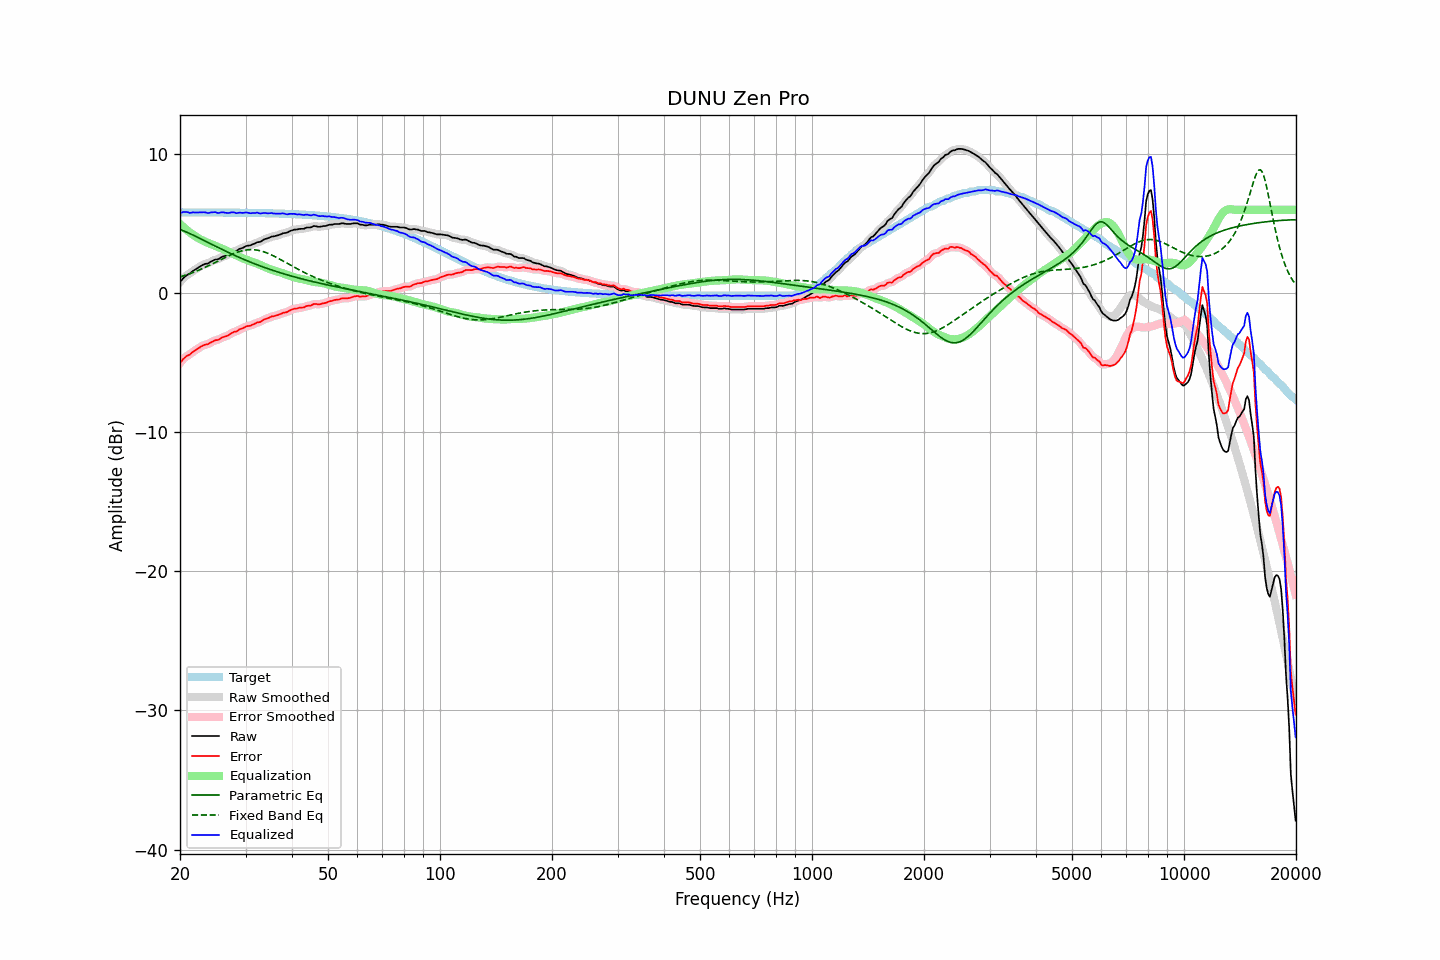 DUNU Zen Pro
10
0
−10
−20
−30
−40
Amplitude (dBr)
Target
Raw Smoothed
Error Smoothed
Raw
Error
Equalization
Parametric Eq
Fixed Band Eq
Equalized
20 50 100 200 500 1000 2000 5000 10000 20000
Frequency (Hz)